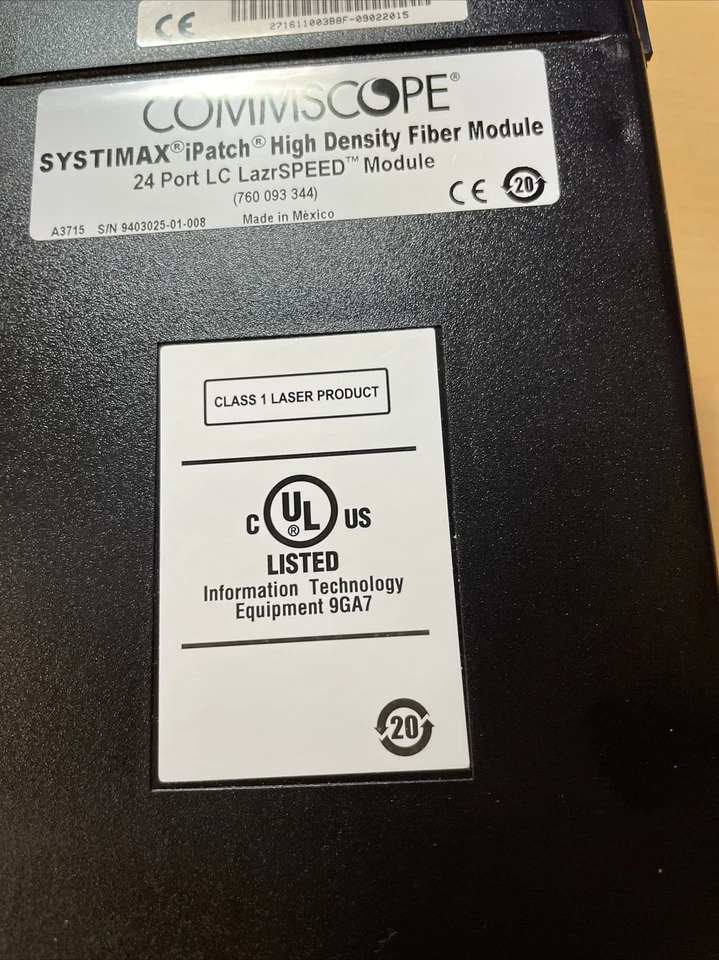 CE
271611003B8F-09022015
COMMSCOPE®
SYSTIMAX® iPatch® High Density Fiber Module
24 Port LC LazrSPEED™ Module
(760 093 344)
CE 20
A3715 S/N 9403025-01-008 Made in México
CLASS 1 LASER PRODUCT
C UL® US
LISTED
Information Technology
Equipment 9GA7
20